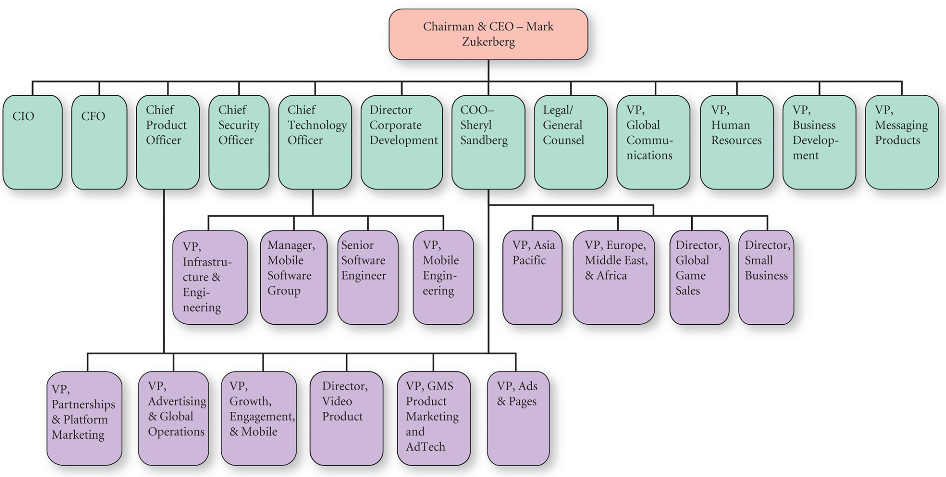 Chairman & CEO – Mark
Zukerberg
CIO
CFO
Chief
Product
Officer
Chief
Security
Officer
Chief
Technology
Officer
Director
Corporate
Development
COO–
Sheryl
Sandberg
Legal/
General
Counsel
VP,
Global
Commu-
nications
VP,
Human
Resources
VP,
Business
Develop-
ment
VP,
Messaging
Products
VP,
Infrastru-
cture &
Engi-
neering
Manager,
Mobile
Software
Group
Senior
Software
Engineer
VP,
Mobile
Engin-
eering
VP, Asia
Pacific
VP, Europe,
Middle East,
& Africa
Director,
Global
Game
Sales
Director,
Small
Business
VP,
Partnerships
& Platform
Marketing
VP,
Advertising
& Global
Operations
VP,
Growth,
Engagement,
& Mobile
Director,
Video
Product
VP, GMS
Product
Marketing
and
AdTech
VP, Ads
& Pages